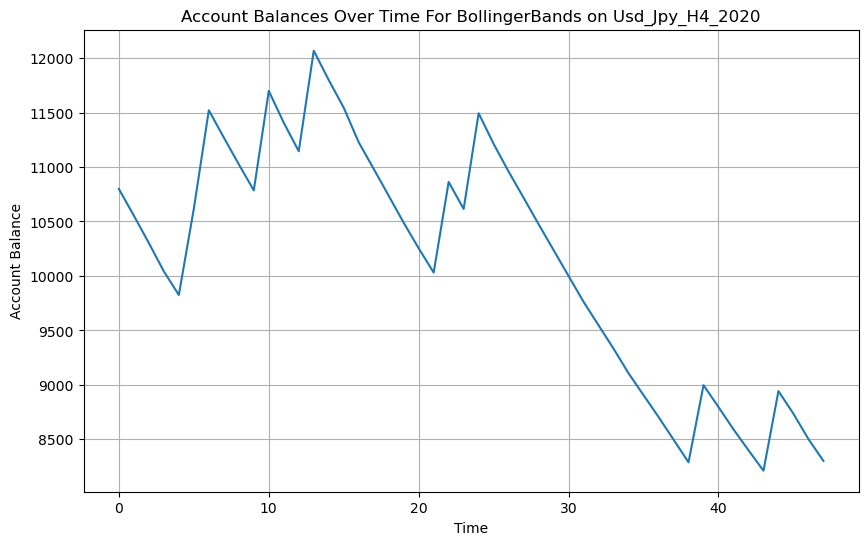 Account Balances Over Time For BollingerBands on Usd_Jpy_H4_2020
12000
11500
11000
10500
10000
9500
9000
8500
Account Balance
0 10 20 30 40
Time